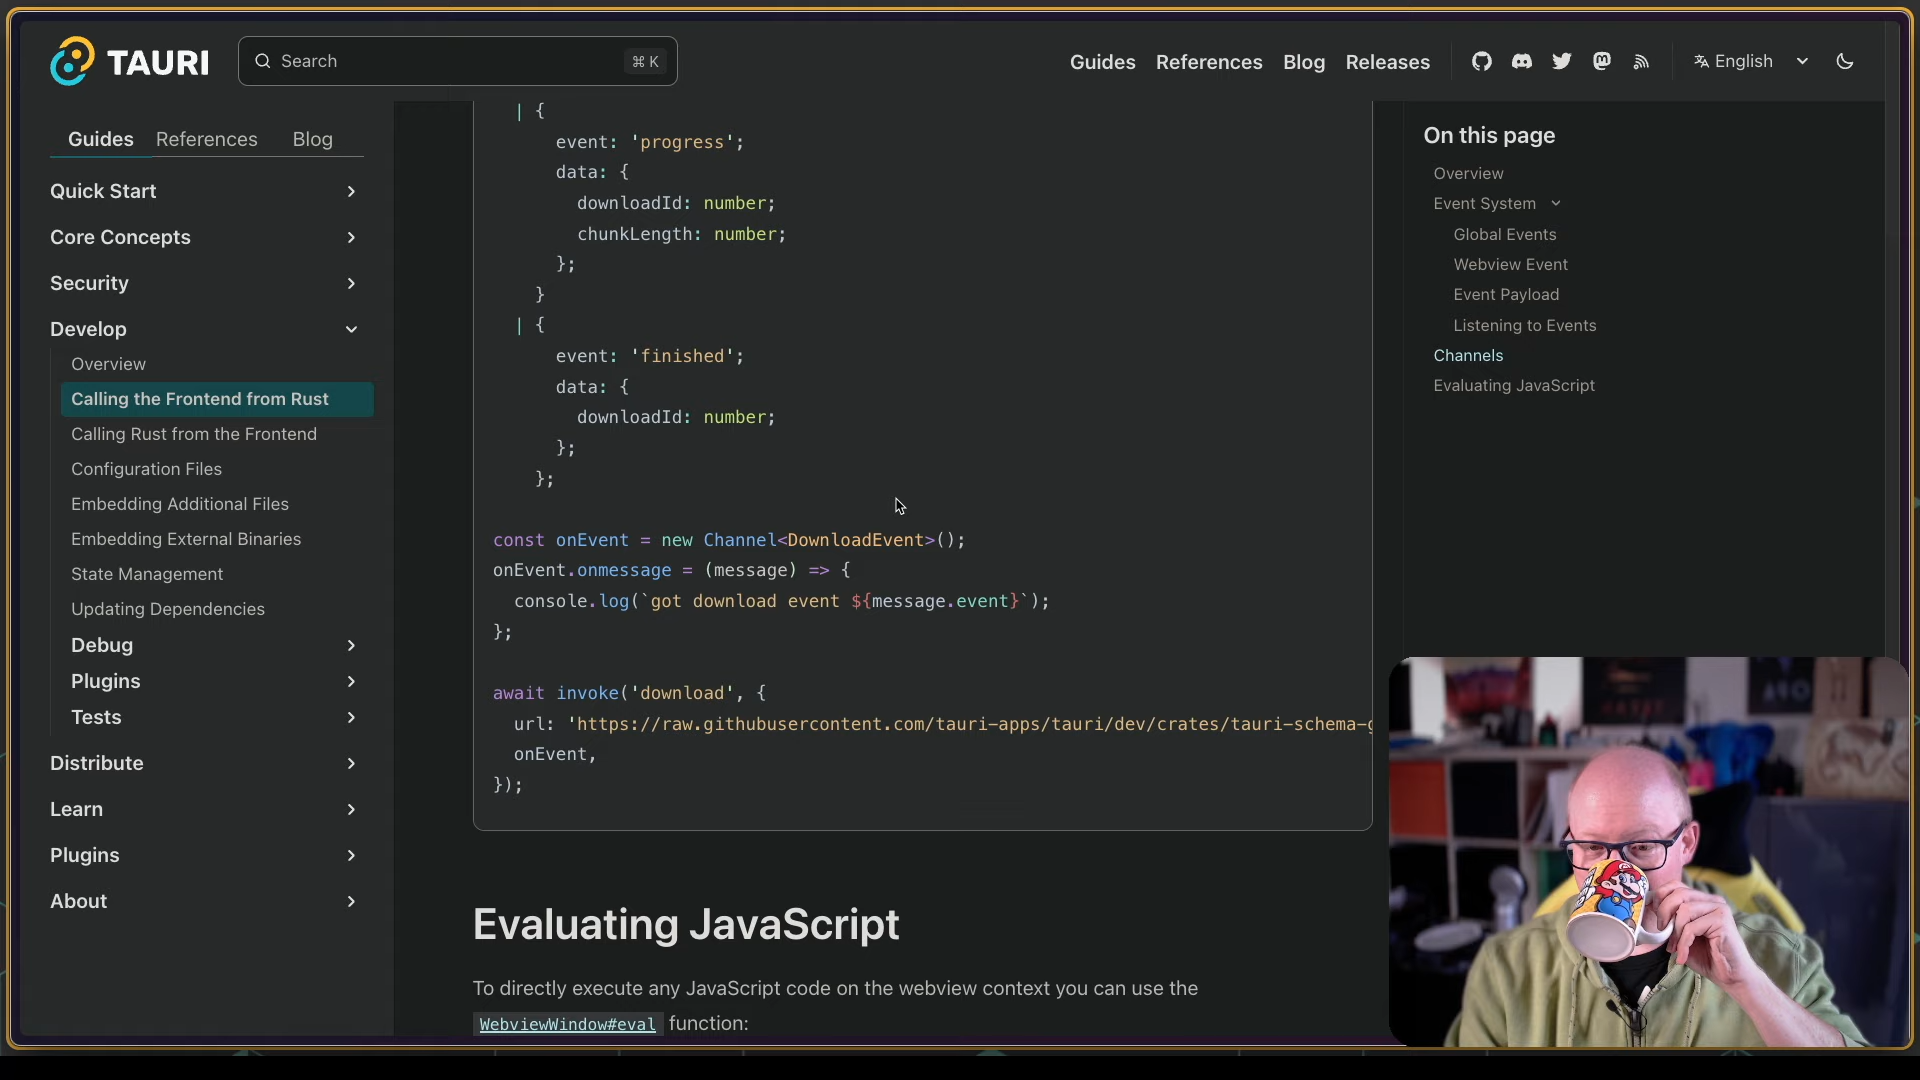 TAURI
Search
⌘ K
Guides
References
Blog
Releases
English
Guides
References
Blog
Quick Start
Core Concepts
Security
Develop
Overview
Calling the Frontend from Rust
Calling Rust from the Frontend
Configuration Files
Embedding Additional Files
Embedding External Binaries
State Management
Updating Dependencies
Debug
Plugins
Tests
Distribute
Learn
Plugins
About
| {
event: 'progress';
data: {
downloadId: number;
chunkLength: number;
};
}
| {
event: 'finished';
data: {
downloadId: number;
};
};
const onEvent = new Channel<DownloadEvent>();
onEvent.onmessage = (message) => {
console.log(`got download event ${message.event}`);
};
await invoke('download', {
url: 'https://raw.githubusercontent.com/tauri-apps/tauri/dev/crates/tauri-schema-g
onEvent,
});
Evaluating JavaScript
To directly execute any JavaScript code on the webview context you can use the
WebviewWindow#eval function:
On this page
Overview
Event System
Global Events
Webview Event
Event Payload
Listening to Events
Channels
Evaluating JavaScript